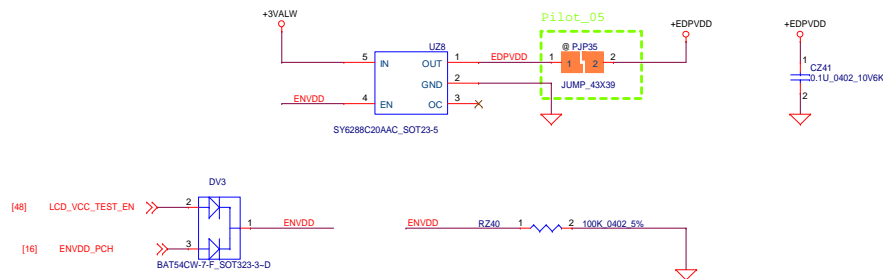 Pilot_05
+3VALW
+EDPVDD
+EDPVDD
UZ8
@ PJP35
5 IN OUT 1 EDPVDD 1 1 2 2
1
CZ41
0.1U_0402_10V6K
2
GND 2
JUMP_43X39
ENVDD 4 EN OC 3
SY6288C20AAC_SOT23-5
DV3
[48] LCD_VCC_TEST_EN 2
1 ENVDD
ENVDD RZ40 1 2 100K_0402_5%
[16] ENVDD_PCH 3
BAT54CW-7-F_SOT323-3~D